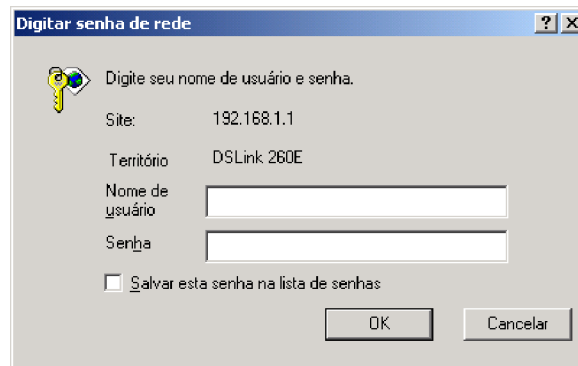 Digitar senha de rede
Digite seu nome de usuário e senha.
Site: 192.168.1.1
Território DSLink 260E
Nome de
usuário
Senha
Salvar esta senha na lista de senhas
OK Cancelar